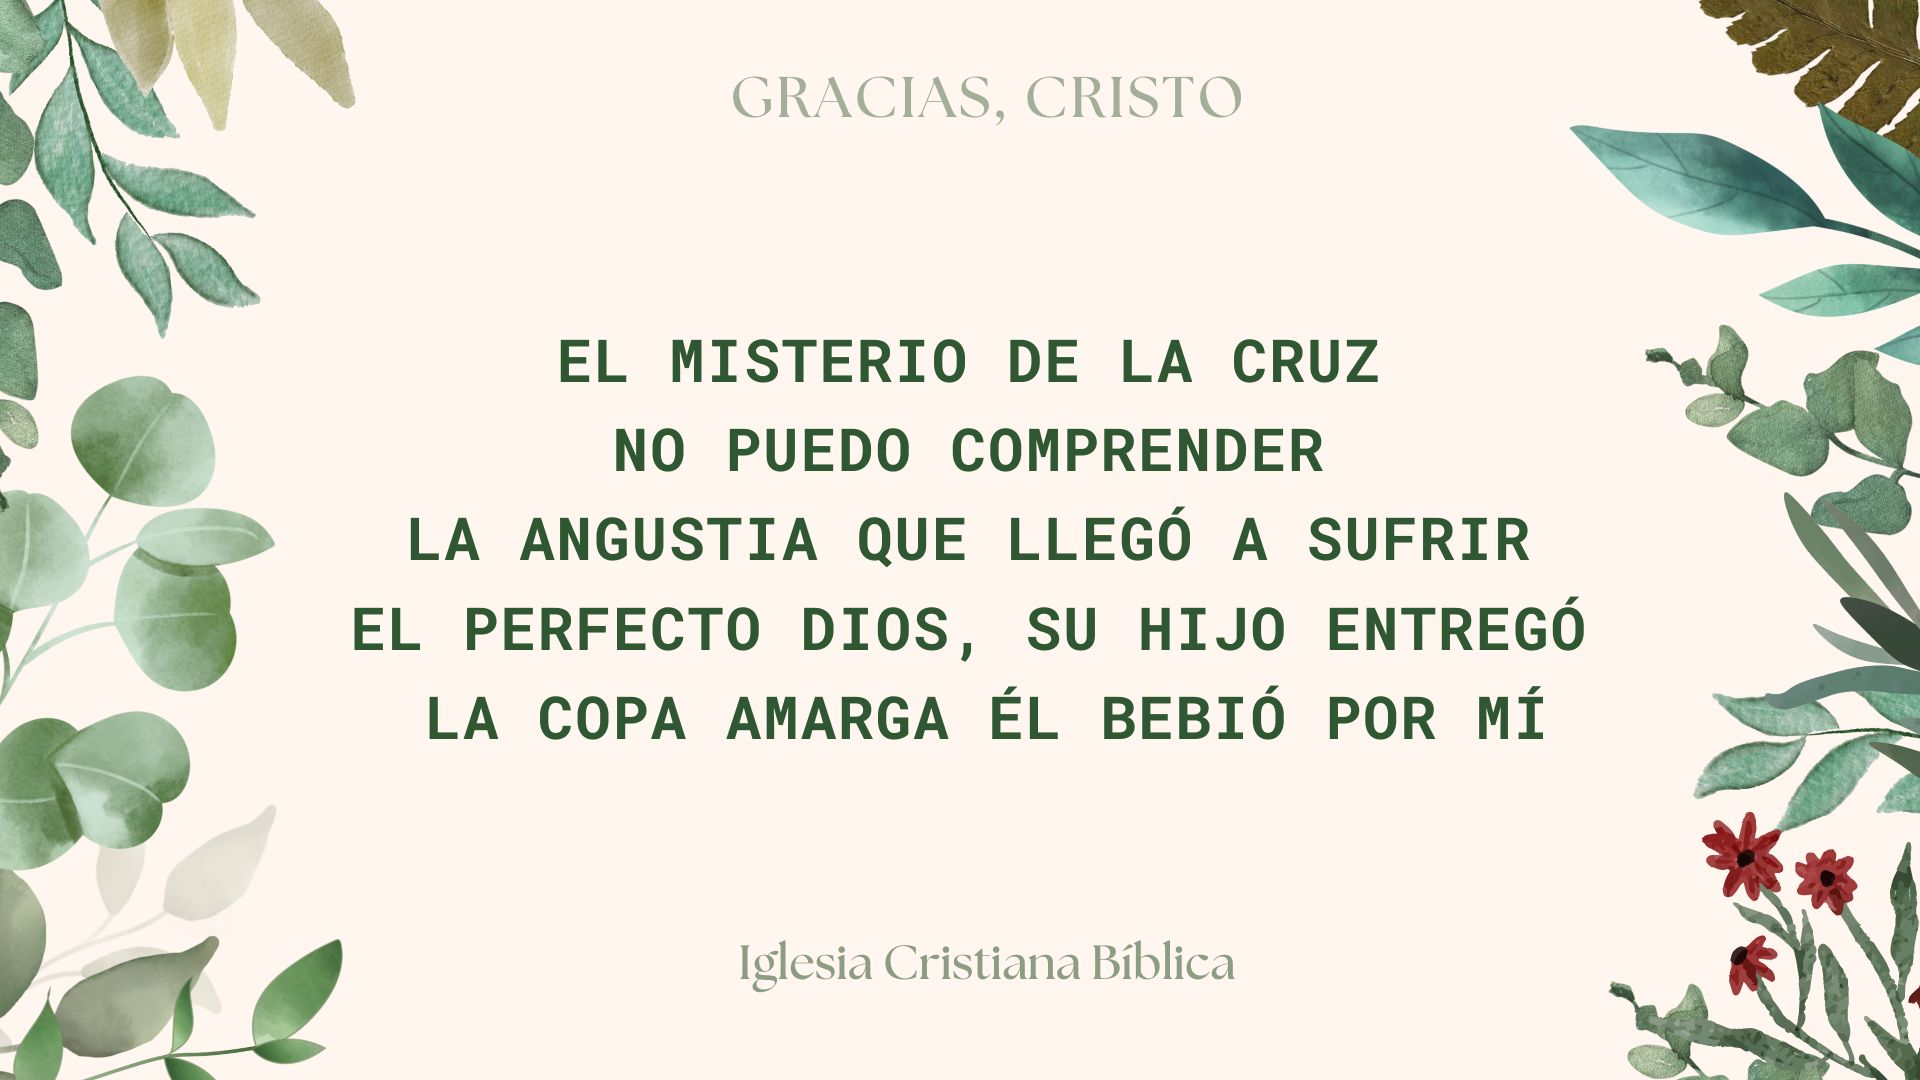 GRACIAS, CRISTO
EL MISTERIO DE LA CRUZ
NO PUEDO COMPRENDER
LA ANGUSTIA QUE LLEGÓ A SUFRIR
EL PERFECTO DIOS, SU HIJO ENTREGÓ
LA COPA AMARGA ÉL BEBIÓ POR MÍ
Iglesia Cristiana Bíblica